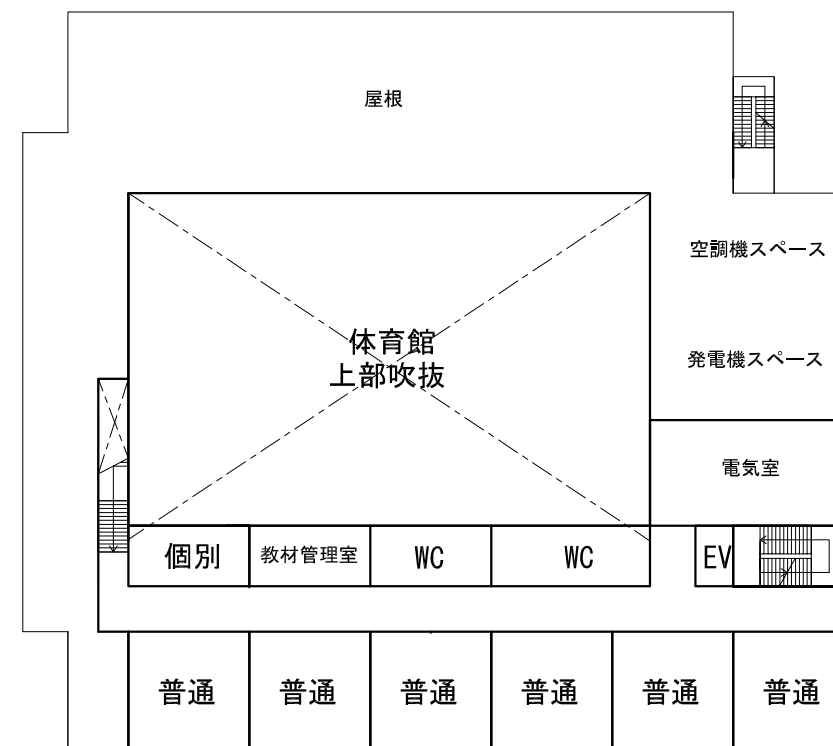 屋根
空調機スペース
体育館
上部吹抜
発電機スペース
電気室
個別
教材管理室
WC
WC
EV
普通
普通
普通
普通
普通
普通